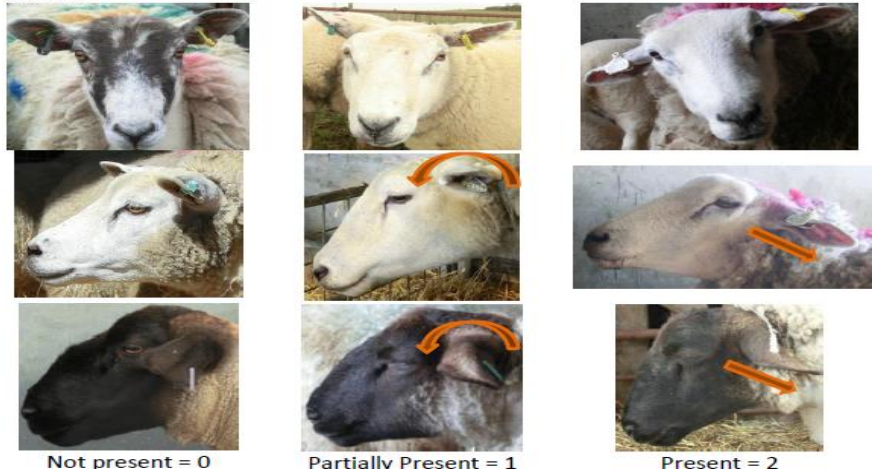 Not present = 0
Partially Present = 1
Present = 2